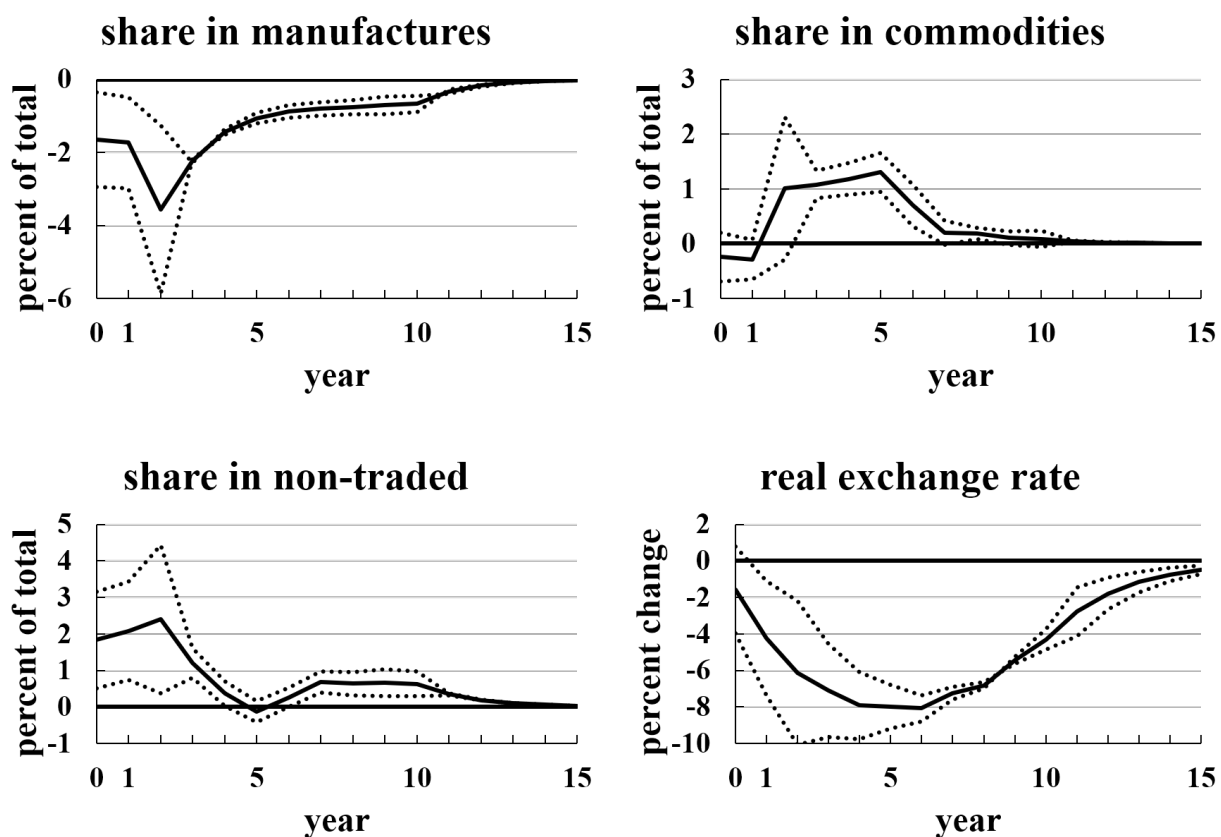 share in manufactures
percent of total
0
-2
-4
-6
0 1 5 10 15
year
share in commodities
percent of total
3
2
1
0
-1
0 1 5 10 15
year
share in non-traded
percent of total
5
4
3
2
1
0
-1
0 1 5 10 15
year
real exchange rate
percent change
2
0
-2
-4
-6
-8
-10
0 1 5 10 15
year